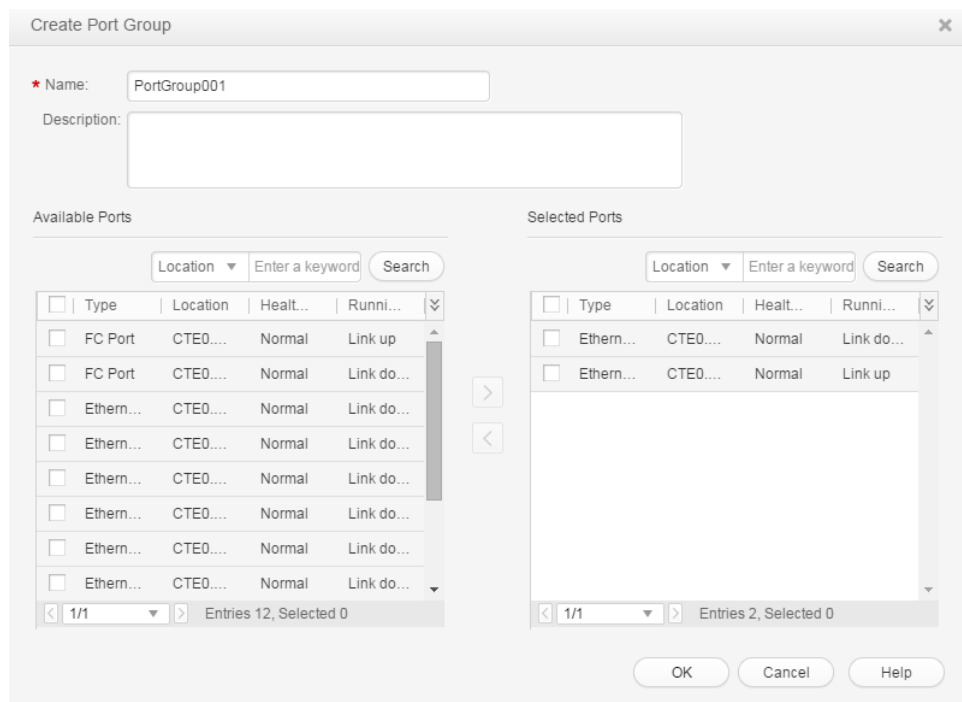 Create Port Group
* Name: PortGroup001
Description:
Available Ports
Location Enter a keyword Search
Type Location Healt... Runni...
FC Port CTE0.... Normal Link up
FC Port CTE0.... Normal Link do...
Ethern... CTE0.... Normal Link do...
Ethern... CTE0.... Normal Link do...
Ethern... CTE0.... Normal Link do...
Ethern... CTE0.... Normal Link do...
Ethern... CTE0.... Normal Link do...
Ethern... CTE0.... Normal Link do...
1/1 Entries 12, Selected 0
Selected Ports
Location Enter a keyword Search
Type Location Healt... Runni...
Ethern... CTE0.... Normal Link do...
Ethern... CTE0.... Normal Link up
1/1 Entries 2, Selected 0
OK Cancel Help